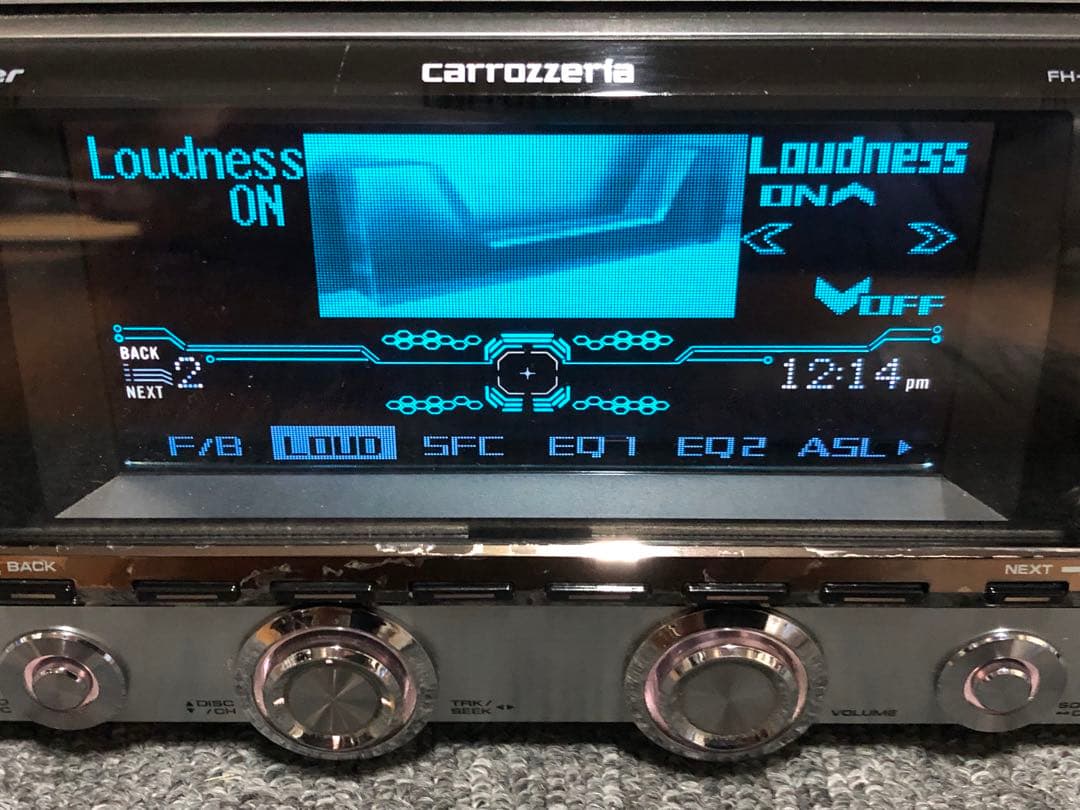 carrozzeria
FH-
Loudness
ON
Loudness
ON
OFF
BACK
2
NEXT
12:14 pm
F/B LOUD SFC EQ1 EQ2 ASL
BACK
NEXT
DISC
/CH
TRK/
SEEK
VOLUME